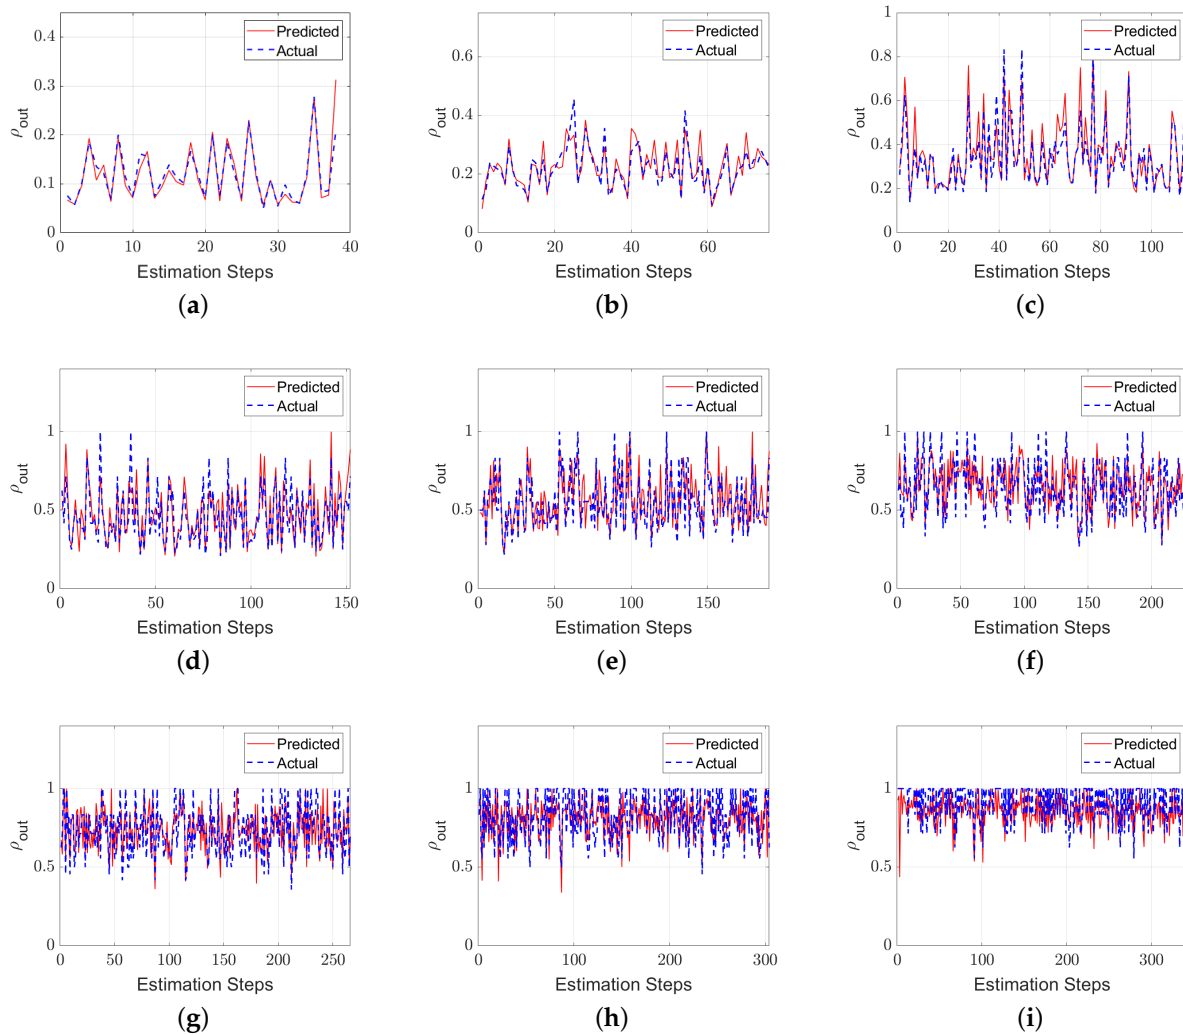 0.4
0.3
0.2
0.1
0
ρout
Predicted
Actual
0 10 20 30 40
Estimation Steps
(a)
0.6
0.4
0.2
0
ρout
Predicted
Actual
0 20 40 60
Estimation Steps
(b)
1
0.8
0.6
0.4
0.2
0
ρout
Predicted
Actual
0 20 40 60 80 100
Estimation Steps
(c)
1
0.5
0
ρout
Predicted
Actual
0 50 100 150
Estimation Steps
(d)
1
0.5
0
ρout
Predicted
Actual
0 50 100 150
Estimation Steps
(e)
1
0.5
0
ρout
Predicted
Actual
0 50 100 150 200
Estimation Steps
(f)
1
0.5
0
ρout
Predicted
Actual
0 50 100 150 200 250
Estimation Steps
(g)
1
0.5
0
ρout
Predicted
Actual
0 100 200 300
Estimation Steps
(h)
1
0.5
0
ρout
Predicted
Actual
0 100 200 300
Estimation Steps
(i)